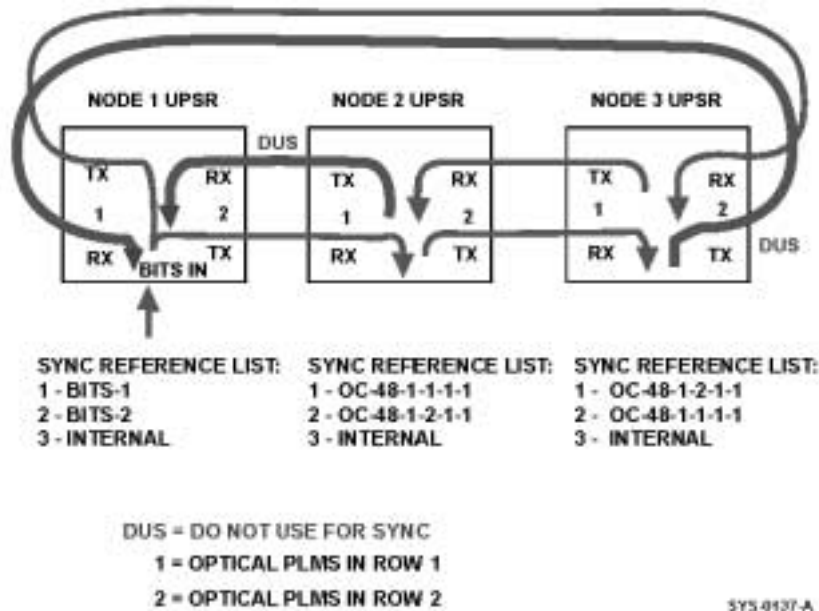 NODE 1 UPSR
NODE 2 UPSR
NODE 3 UPSR
DUS
TX
RX
1
2
RX
TX
BITS IN
TX
RX
1
2
RX
TX
TX
RX
1
2
RX
TX
DUS
SYNC REFERENCE LIST:
1 - BITS-1
2 - BITS-2
3 - INTERNAL
SYNC REFERENCE LIST:
1 - OC-48-1-1-1-1
2 - OC-48-1-2-1-1
3 - INTERNAL
SYNC REFERENCE LIST:
1 - OC-48-1-2-1-1
2 - OC-48-1-1-1-1
3 - INTERNAL
DUS = DO NOT USE FOR SYNC
1 = OPTICAL PLMS IN ROW 1
2 = OPTICAL PLMS IN ROW 2
SYS-0137-A